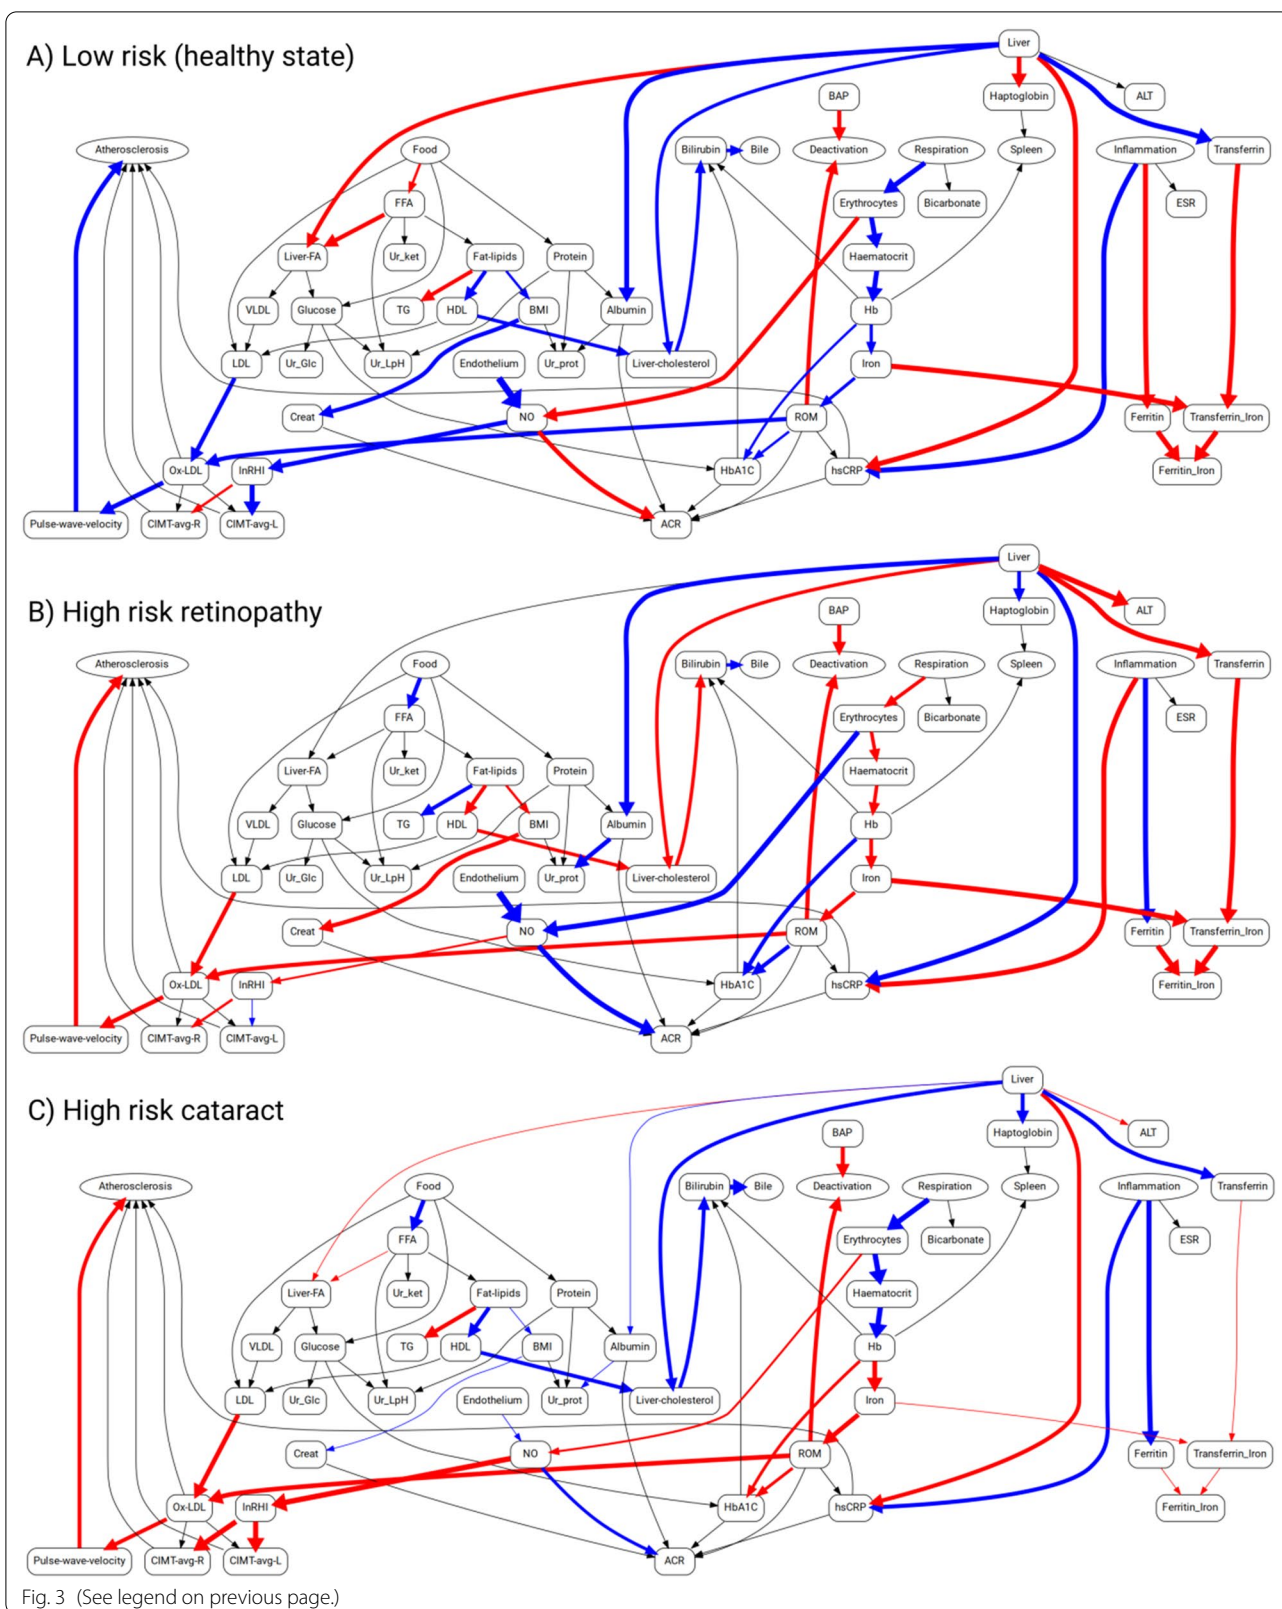 A) Low risk (healthy state)
Liver
BAP
Haptoglobin
ALT
Atherosclerosis
Food
Bilirubin
Bile
Deactivation
Respiration
Spleen
Inflammation
Transferrin
FFA
Erythrocytes
Bicarbonate
ESR
Liver-FA
Ur_ket
Fat-lipids
Protein
Haematocrit
VLDL
Glucose
TG
HDL
BMI
Albumin
Hb
LDL
Ur_Glc
Ur_LpH
Endothelium
Ur_prot
Liver-cholesterol
Iron
Creat
NO
ROM
Ferritin
Transferrin_Iron
Ox-LDL
lnRHI
HbA1C
hsCRP
Ferritin_Iron
Pulse-wave-velocity
CIMT-avg-R
CIMT-avg-L
ACR
B) High risk retinopathy
Liver
BAP
Haptoglobin
ALT
Atherosclerosis
Food
Bilirubin
Bile
Deactivation
Respiration
Spleen
Inflammation
Transferrin
FFA
Erythrocytes
Bicarbonate
ESR
Liver-FA
Ur_ket
Fat-lipids
Protein
Haematocrit
VLDL
Glucose
TG
HDL
BMI
Albumin
Hb
LDL
Ur_Glc
Ur_LpH
Endothelium
Ur_prot
Liver-cholesterol
Iron
Creat
NO
ROM
Ferritin
Transferrin_Iron
Ox-LDL
lnRHI
HbA1C
hsCRP
Ferritin_Iron
Pulse-wave-velocity
CIMT-avg-R
CIMT-avg-L
ACR
C) High risk cataract
Liver
BAP
Haptoglobin
ALT
Atherosclerosis
Food
Bilirubin
Bile
Deactivation
Respiration
Spleen
Inflammation
Transferrin
FFA
Erythrocytes
Bicarbonate
ESR
Liver-FA
Ur_ket
Fat-lipids
Protein
Haematocrit
VLDL
Glucose
TG
HDL
BMI
Albumin
Hb
LDL
Ur_Glc
Ur_LpH
Endothelium
Ur_prot
Liver-cholesterol
Iron
Creat
NO
ROM
Ferritin
Transferrin_Iron
Ox-LDL
lnRHI
HbA1C
hsCRP
Ferritin_Iron
Pulse-wave-velocity
CIMT-avg-R
CIMT-avg-L
ACR
Fig. 3 (See legend on previous page.)